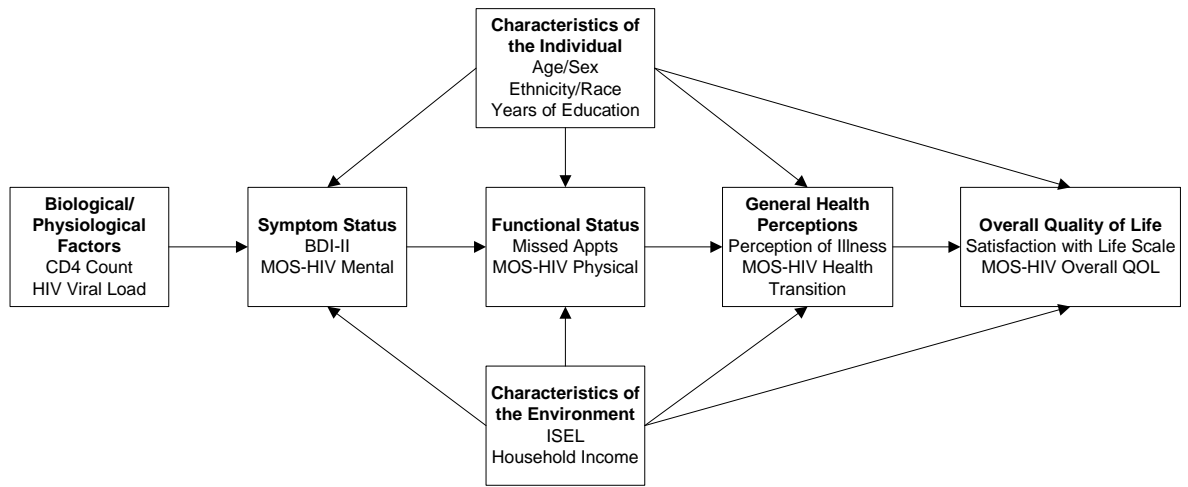 Characteristics of
the Individual
Age/Sex
Ethnicity/Race
Years of Education
Biological/
Physiological
Factors
CD4 Count
HIV Viral Load
Symptom Status
BDI-II
MOS-HIV Mental
Functional Status
Missed Appts
MOS-HIV Physical
General Health
Perceptions
Perception of Illness
MOS-HIV Health
Transition
Overall Quality of Life
Satisfaction with Life Scale
MOS-HIV Overall QOL
Characteristics of
the Environment
ISEL
Household Income